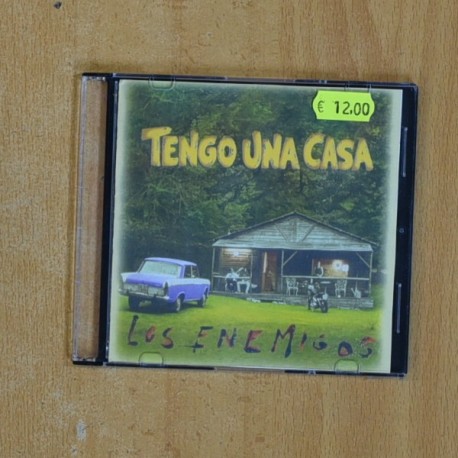 € 12,00
TENGO UNA CASA
LOS ENEMIGOS